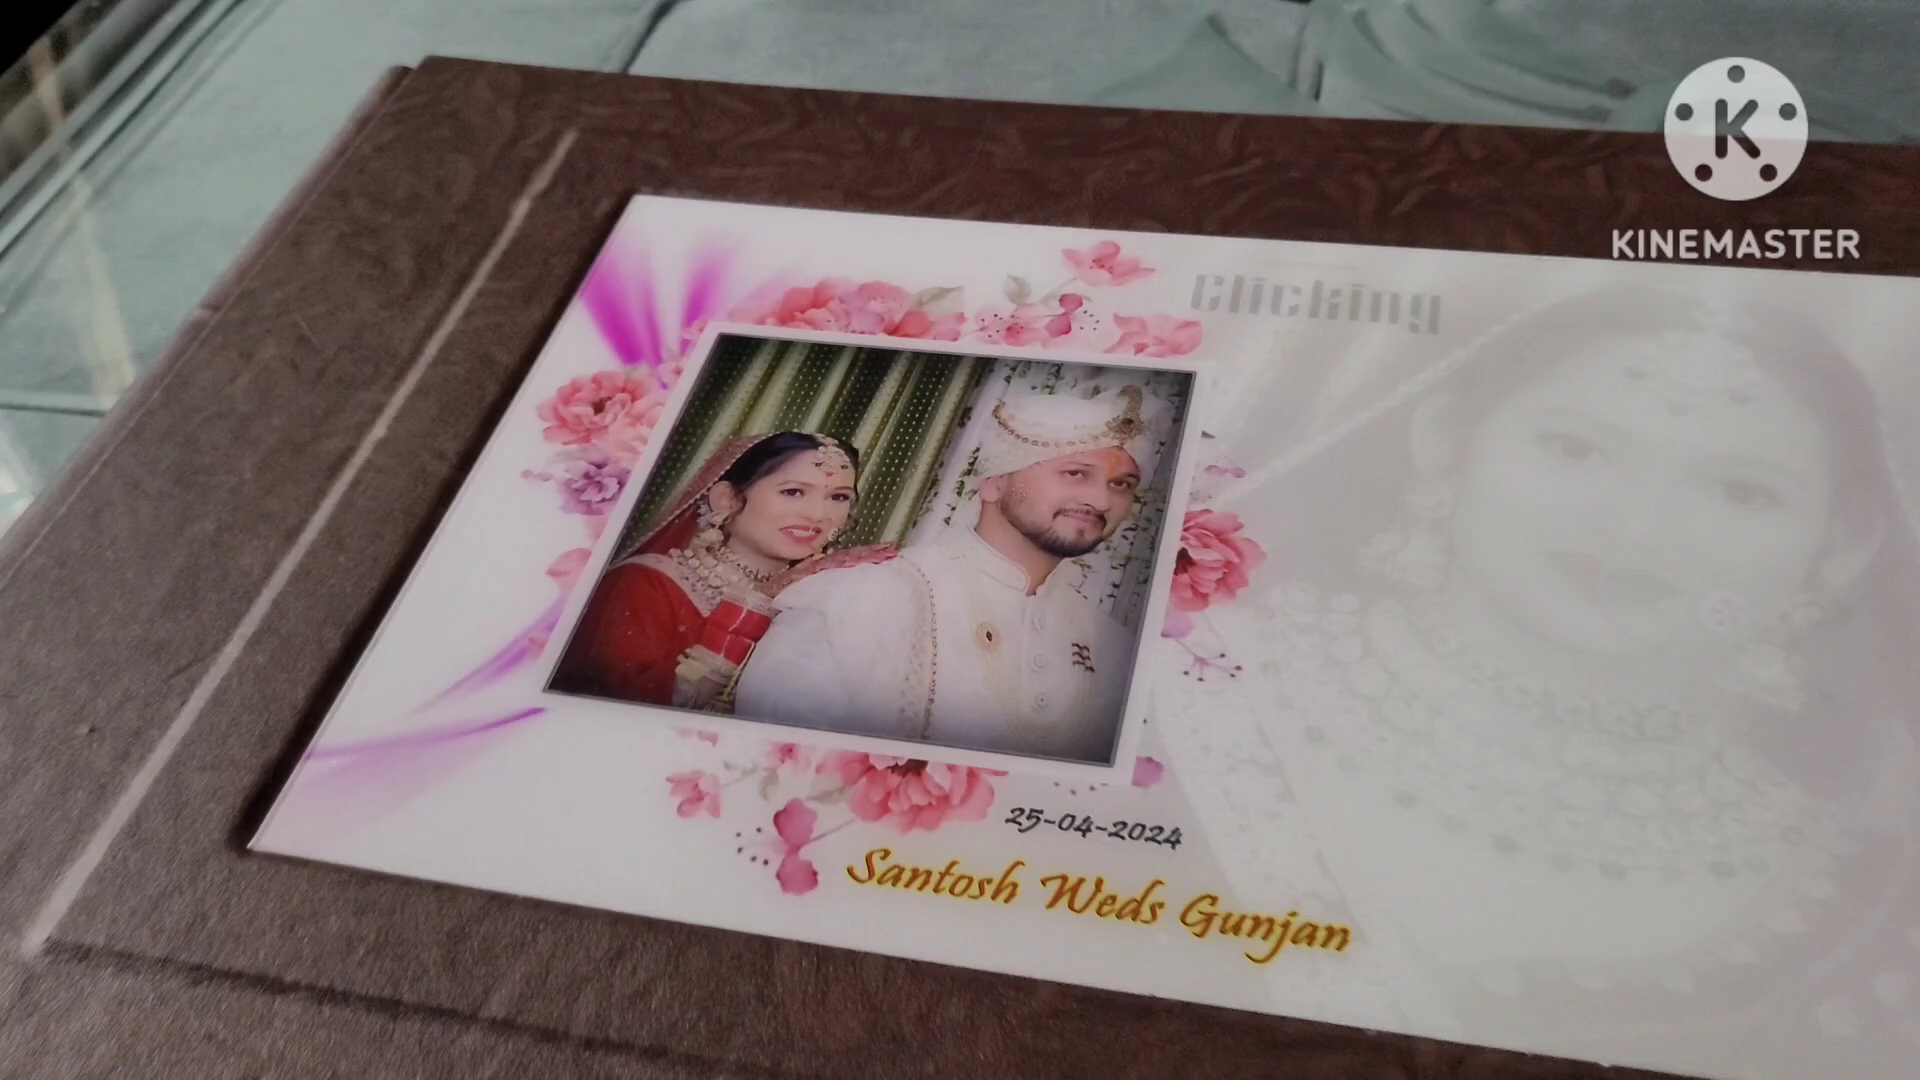 K
KINEMASTER
Clicking
25-04-2024
Santosh Weds Gunjan